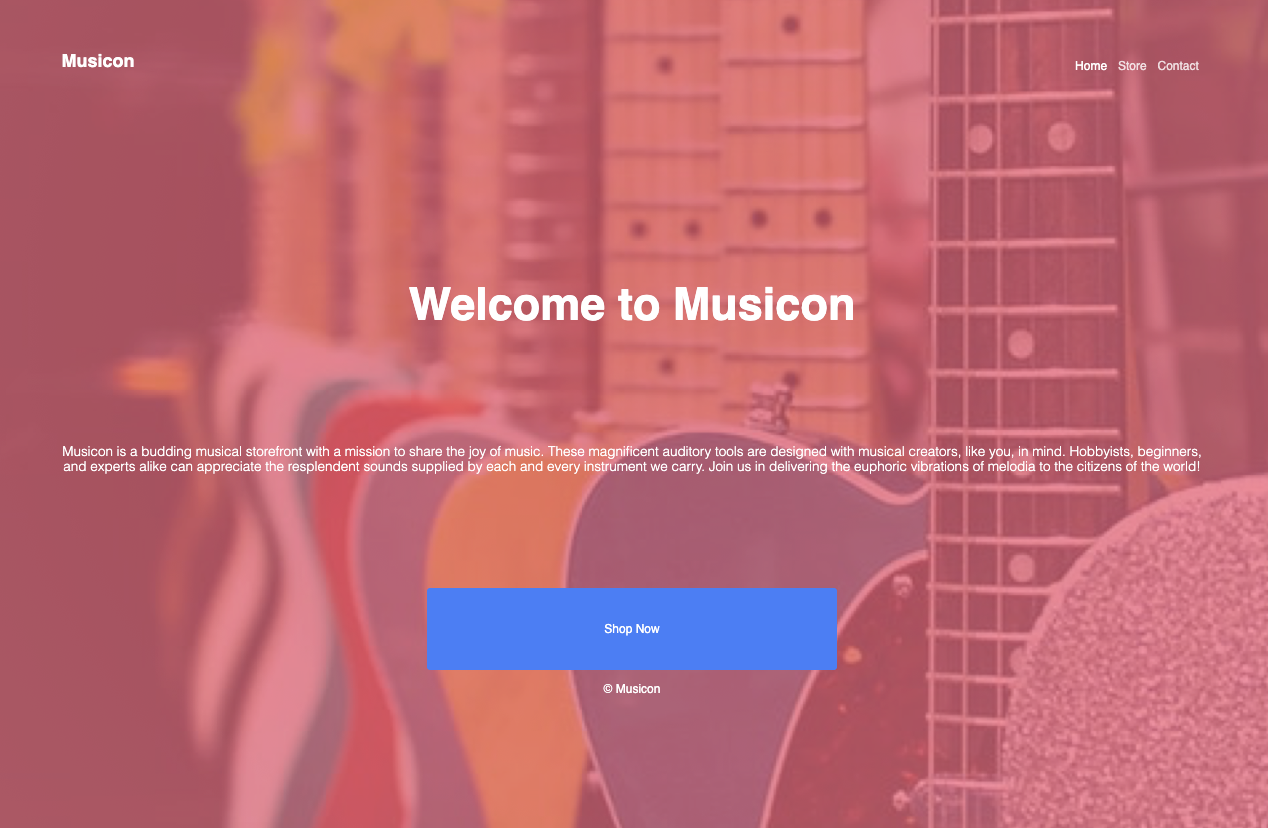 Musicon
Home Store Contact
Welcome to Musicon
Musicon is a budding musical storefront with a mission to share the joy of music. These magnificent auditory tools are designed with musical creators, like you, in mind. Hobbyists, beginners,
and experts alike can appreciate the resplendent sounds supplied by each and every instrument we carry. Join us in delivering the euphoric vibrations of melodia to the citizens of the world!
Shop Now
© Musicon